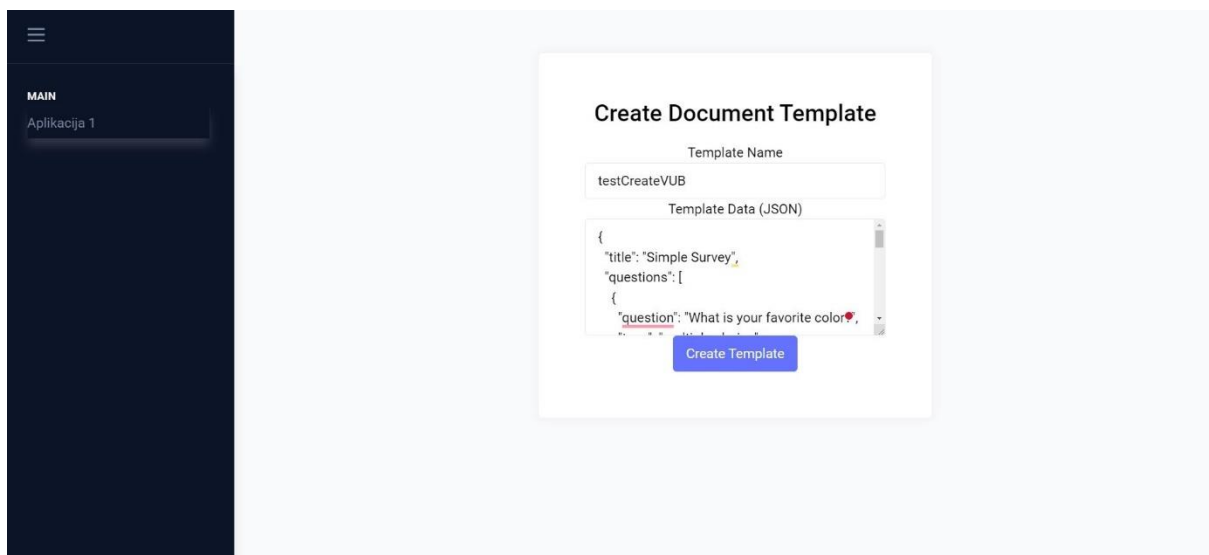 MAIN
Aplikacija 1
Create Document Template
Template Name
testCreateVUB
Template Data (JSON)
{
"title": "Simple Survey",
"questions": [
{
"question": "What is your favorite color?",
Create Template